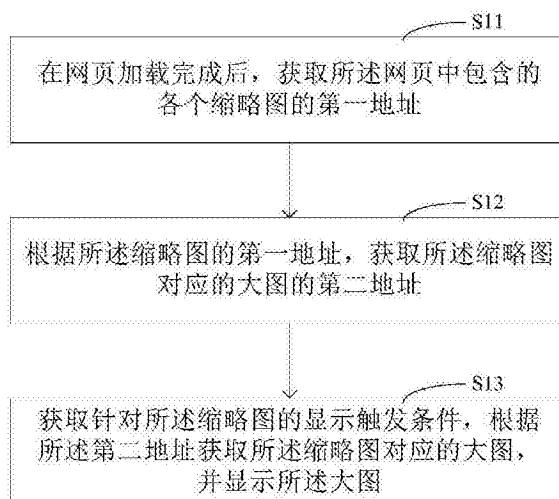 S11
在网页加载完成后，获取所述网页中包含的
各个缩略图的第一地址
S12
根据所述缩略图的第一地址，获取所述缩略图
对应的大图的第二地址
S13
获取针对所述缩略图的显示触发条件，根据
所述第二地址获取所述缩略图对应的大图，
并显示所述大图